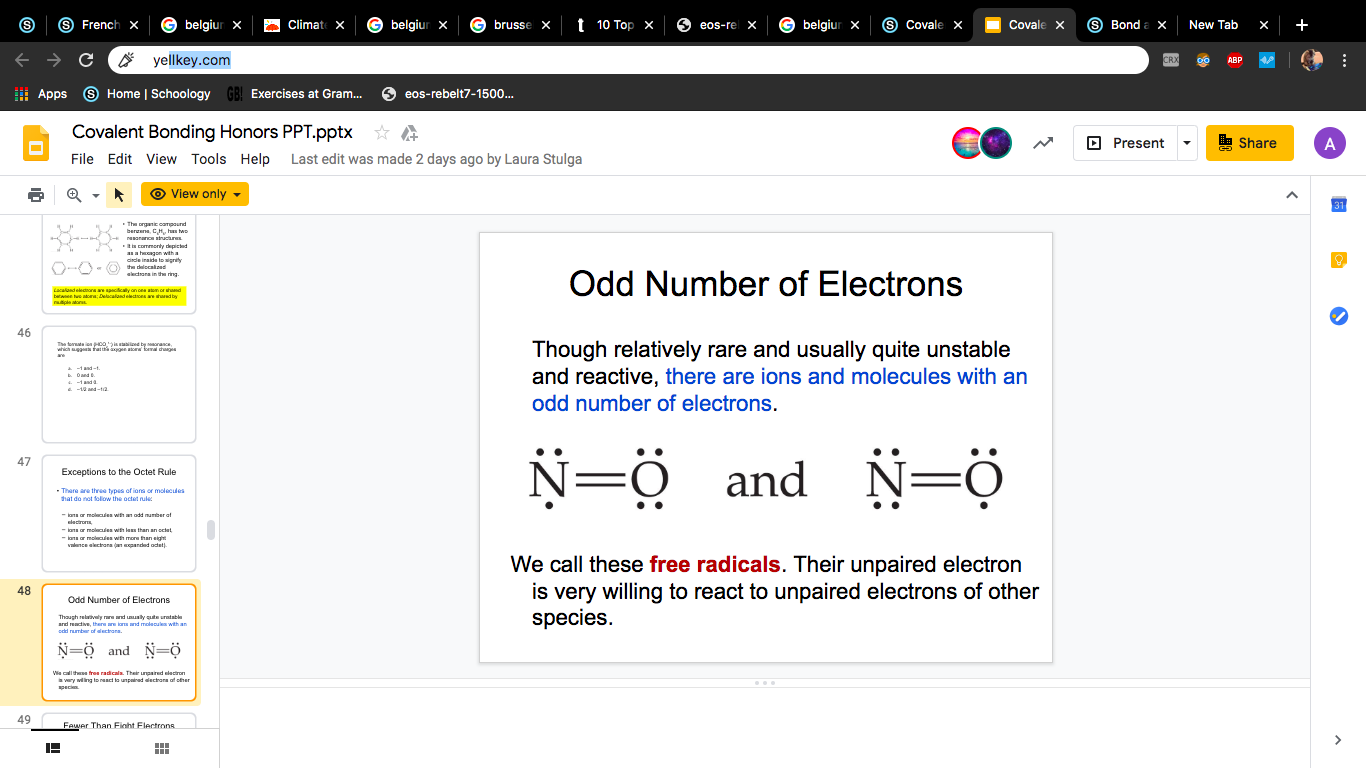 French
belgiur
Climat
belgiur
brusse
10 Top
eos-rel
belgiur
Covale
Covale
Bond a
New Tab
yellkey.com
CRX
ABP
Apps
Home | Schoology
GB!
Exercises at Gram...
eos-rebelt7-1500...
Covalent Bonding Honors PPT.pptx
File Edit View Tools Help
Last edit was made 2 days ago by Laura Stulga
Present
Share
A
View only
31
• The organic compound
benzene, C6H6, has two
resonance structures.
• It is commonly depicted
as a hexagon with a
circle inside to signify
the delocalized
electrons in the ring.
Localized electrons are specifically on one atom or shared
between two atoms; Delocalized electrons are shared by
multiple atoms.
46
The formate ion (HCO2 1-) is stabilized by resonance,
which suggests that the oxygen atoms' formal charges
are
a. –1 and –1.
b. 0 and 0.
c. –1 and 0.
d. –1/2 and –1/2.
47
Exceptions to the Octet Rule
• There are three types of ions or molecules
that do not follow the octet rule:
– ions or molecules with an odd number of
electrons,
– ions or molecules with less than an octet,
– ions or molecules with more than eight
valence electrons (an expanded octet).
48
Odd Number of Electrons
Though relatively rare and usually quite unstable
and reactive, there are ions and molecules with an
odd number of electrons.
N=O and N=O
We call these free radicals. Their unpaired electron
is very willing to react to unpaired electrons of other
species.
49
Fewer Than Eight Electrons
Odd Number of Electrons
Though relatively rare and usually quite unstable
and reactive, there are ions and molecules with an
odd number of electrons.
N=O and N=O
We call these free radicals. Their unpaired electron
is very willing to react to unpaired electrons of other
species.